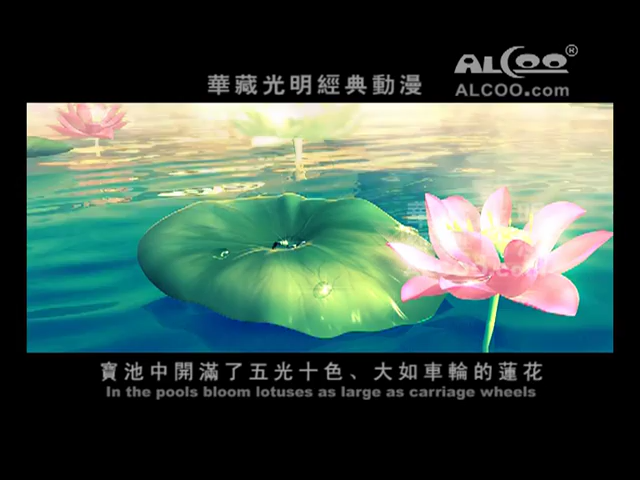 ALCOO®
華藏光明經典動漫
ALCOO.com
寶池中開滿了五光十色、大如車輪的蓮花
In the pools bloom lotuses as large as carriage wheels